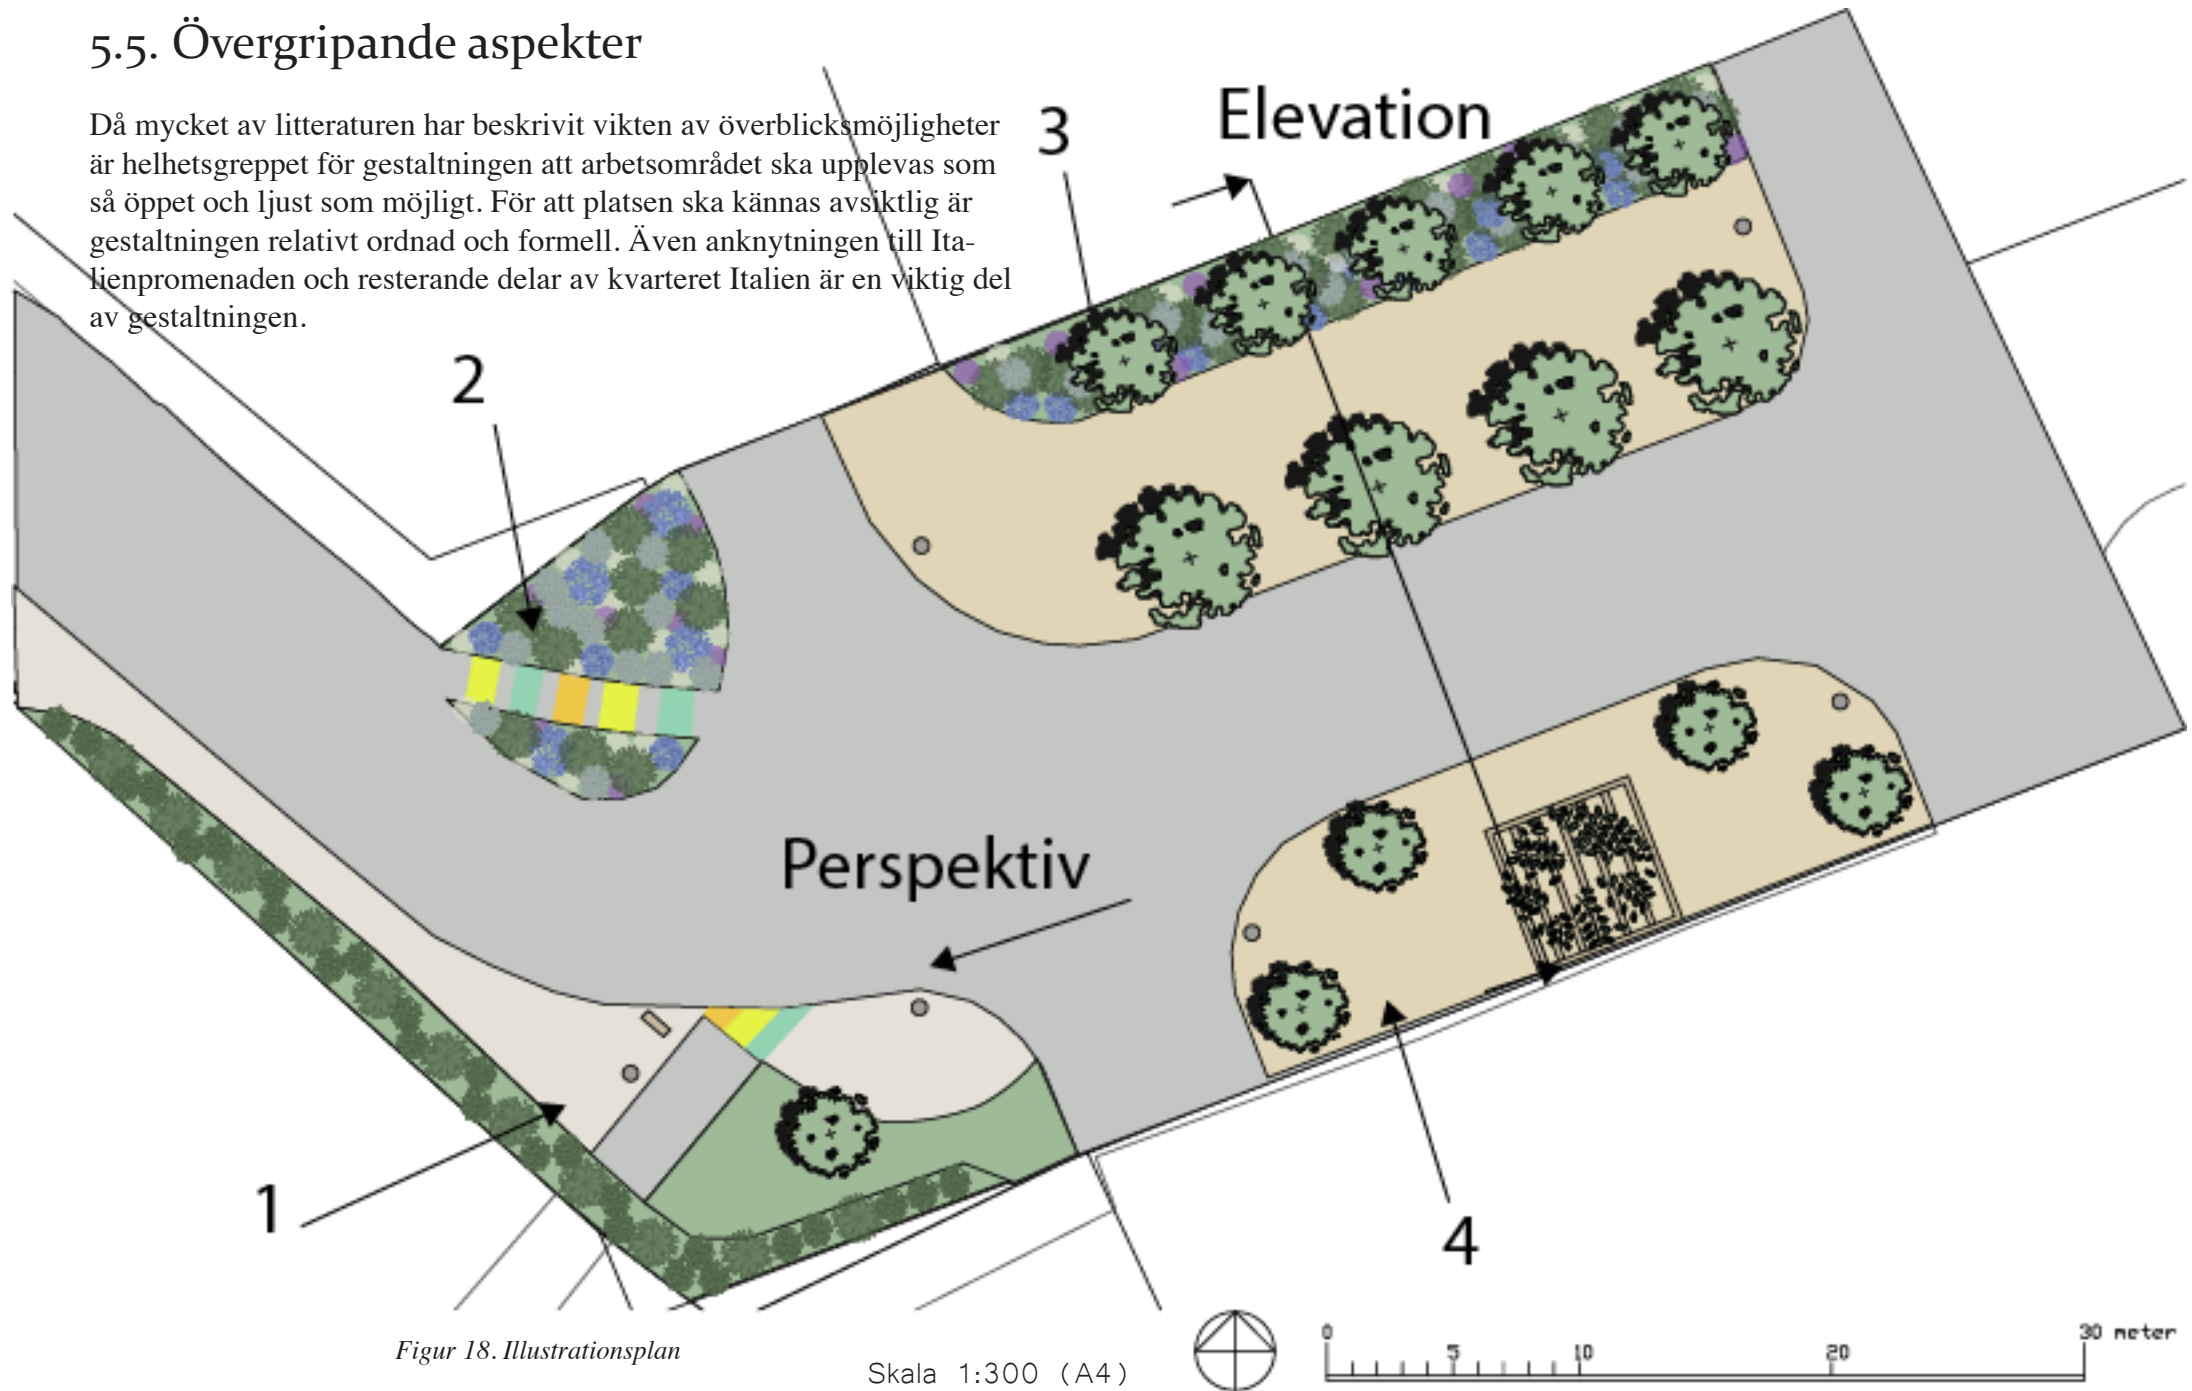 5.5. Övergripande aspekter
Då mycket av litteraturen har beskrivit vikten av överblicksmöjligheter
är helhetsgreppet för gestaltningen att arbetsområdet ska upplevas som
så öppet och ljust som möjligt. För att platsen ska kännas avsiktlig är
gestaltningen relativt ordnad och formell. Även anknytningen till Ita-
lienpromenaden och resterande delar av kvarteret Italien är en viktig del
av gestaltningen.
3
Elevation
2
Perspektiv
1
4
Figur 18. Illustrationsplan
Skala 1:300 (A4)
0 5 10 20 30 meter